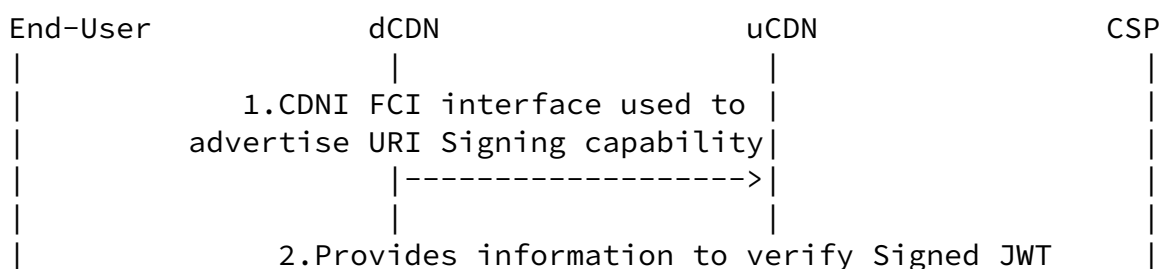 End-User dCDN uCDN CSP
| | | |
| 1.CDNI FCI interface used to | |
| advertise URI Signing capability| |
| |------------------->| |
| | | |
| 2.Provides information to verify Signed JWT |